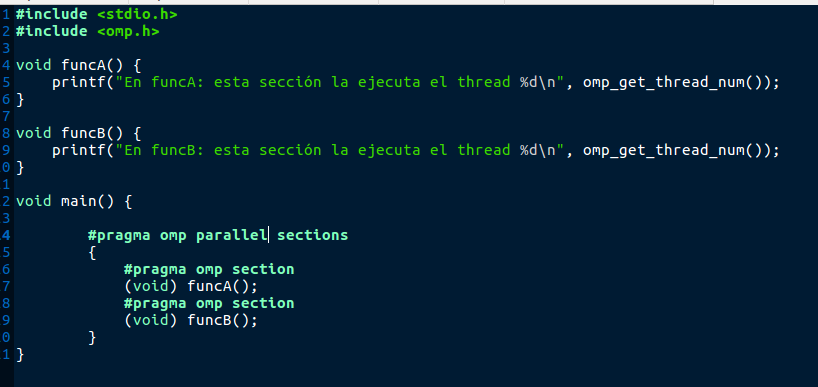 1 #include <stdio.h>
2 #include <omp.h>
3
4 void funcA() {
5     printf("En funcA: esta sección la ejecuta el thread %d\n", omp_get_thread_num());
6 }
7
8 void funcB() {
9     printf("En funcB: esta sección la ejecuta el thread %d\n", omp_get_thread_num());
0 }
1
2 void main() {
3
4         #pragma omp parallel sections
5         {
6             #pragma omp section
7             (void) funcA();
8             #pragma omp section
9             (void) funcB();
0         }
1 }